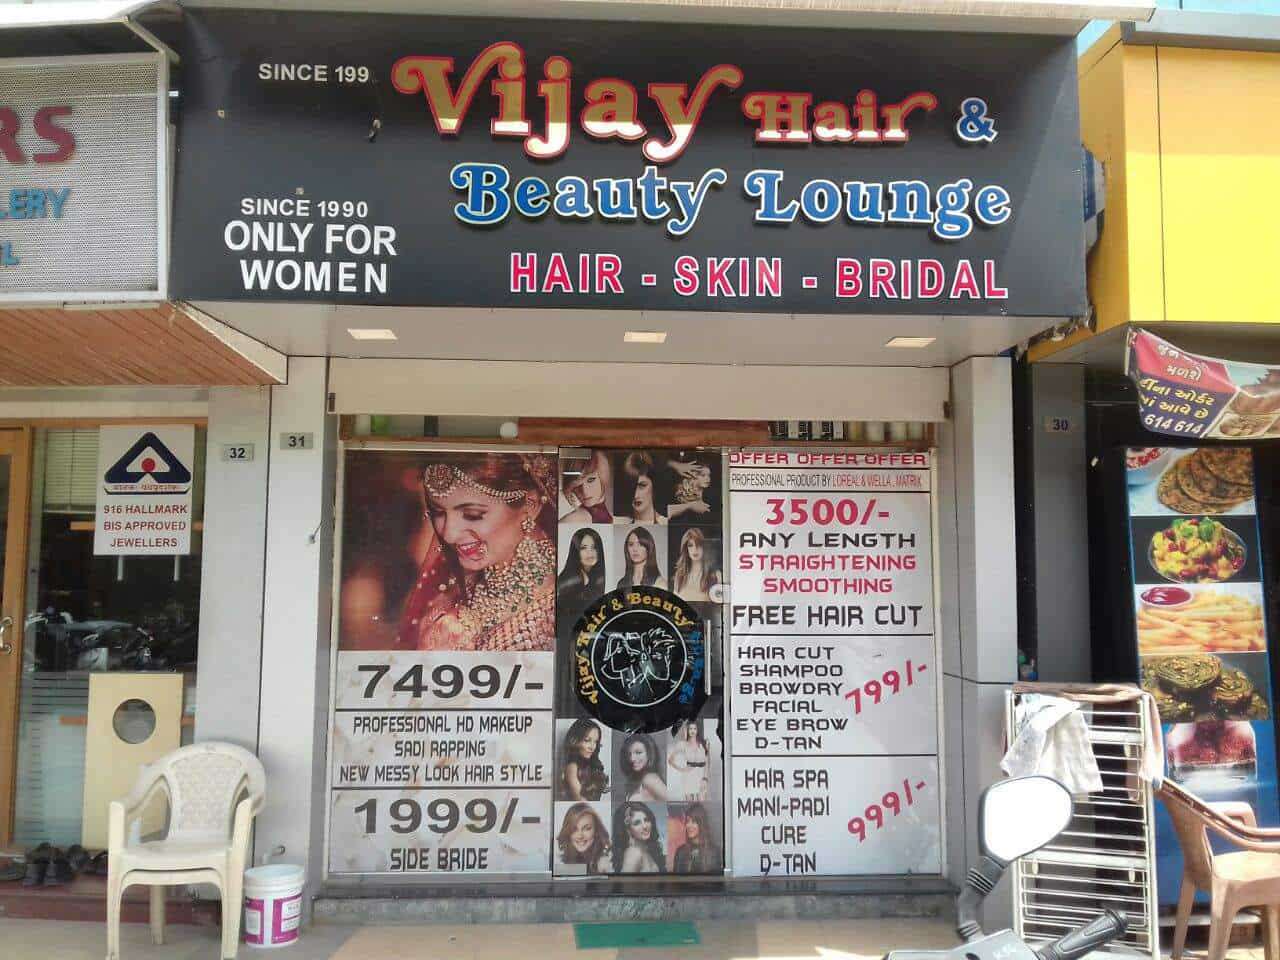 SINCE 199
Vijay Hair &
Beauty Lounge
SINCE 1990
ONLY FOR
WOMEN
HAIR - SKIN - BRIDAL
RS
LERY
L
32
31
30
916 HALLMARK
BIS APPROVED
JEWELLERS
7499/-
PROFESSIONAL HD MAKEUP
SADI RAPPING
NEW MESSY LOOK HAIR STYLE
1999/-
SIDE BRIDE
Vijay Hair & Beauty
OFFER OFFER OFFER
PROFESSIONAL PRODUCT BY LOREAL & WELLA , MATRIX
3500/-
ANY LENGTH
STRAIGHTENING
SMOOTHING
FREE HAIR CUT
HAIR CUT
SHAMPOO
BROWDRY
FACIAL
EYE BROW
D-TAN
799/-
HAIR SPA
MANI-PADI
CURE
D-TAN
999/-
મળશે
ઓર્ડર
આવે છે
614 614